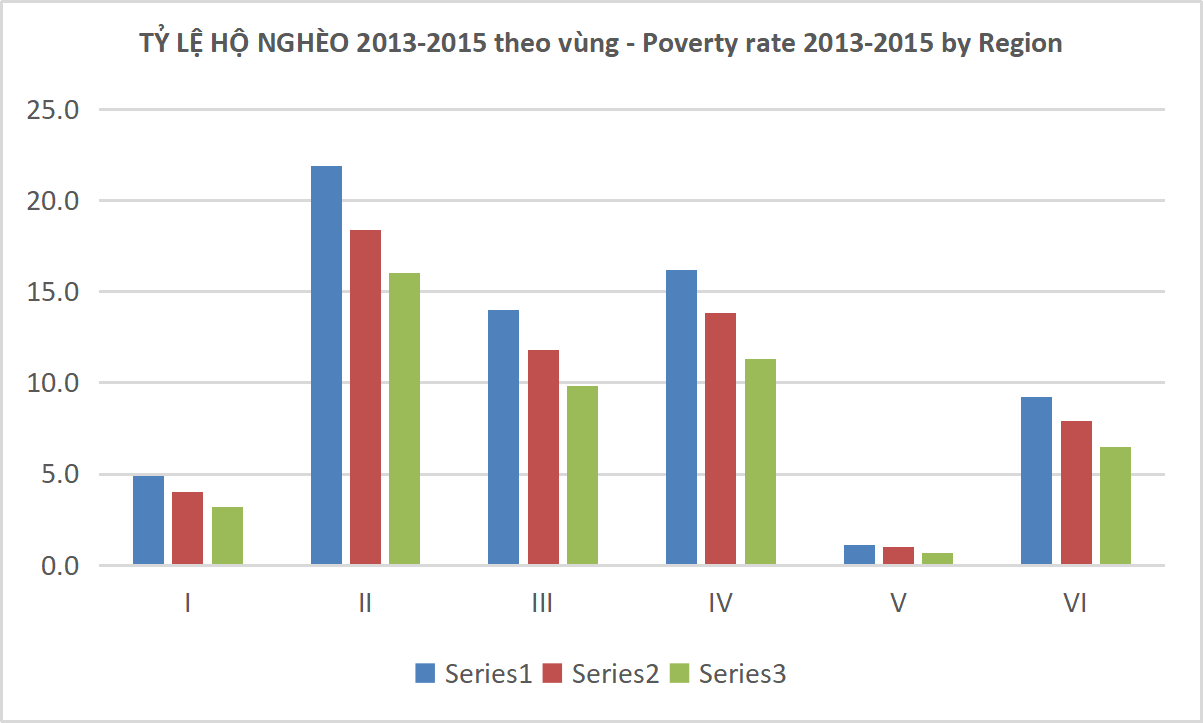 TỶ LỆ HỘ NGHÈO 2013-2015 theo vùng - Poverty rate 2013-2015 by Region
25.0
20.0
15.0
10.0
5.0
0.0
I II III IV V VI
Series1 Series2 Series3